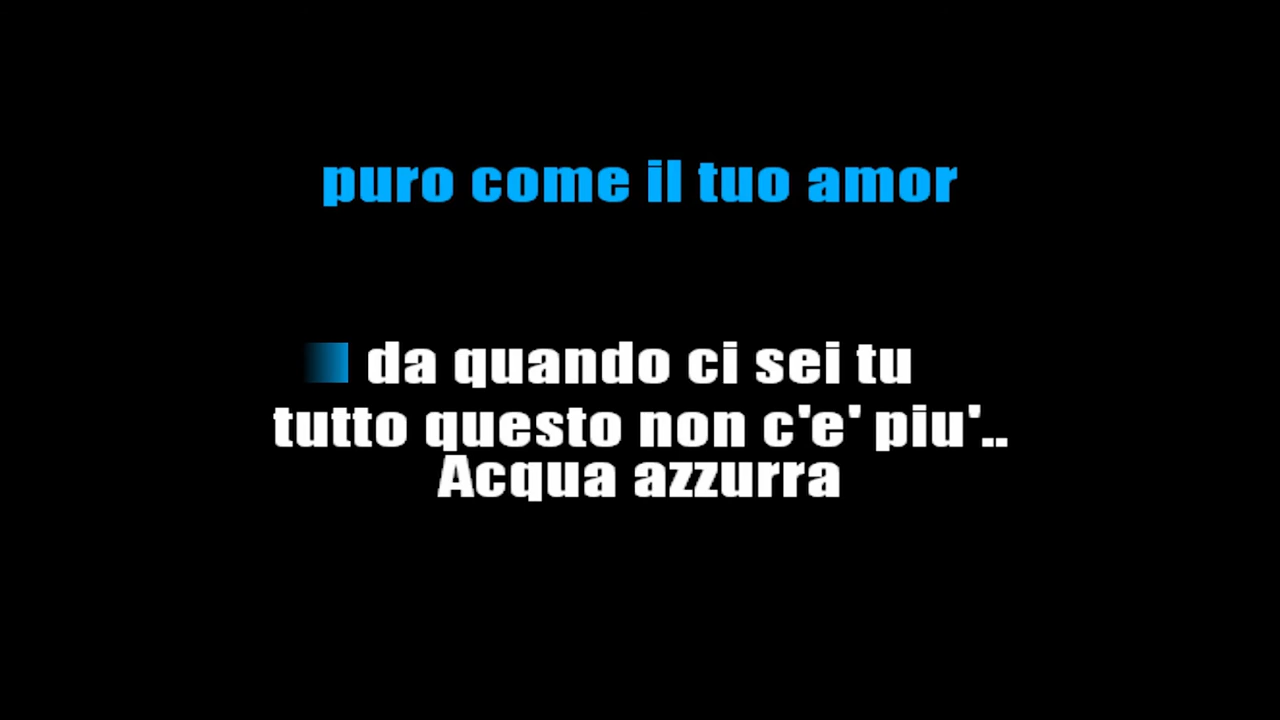 puro come il tuo amor
da quando ci sei tu
tutto questo non c'e' piu'..
Acqua azzurra